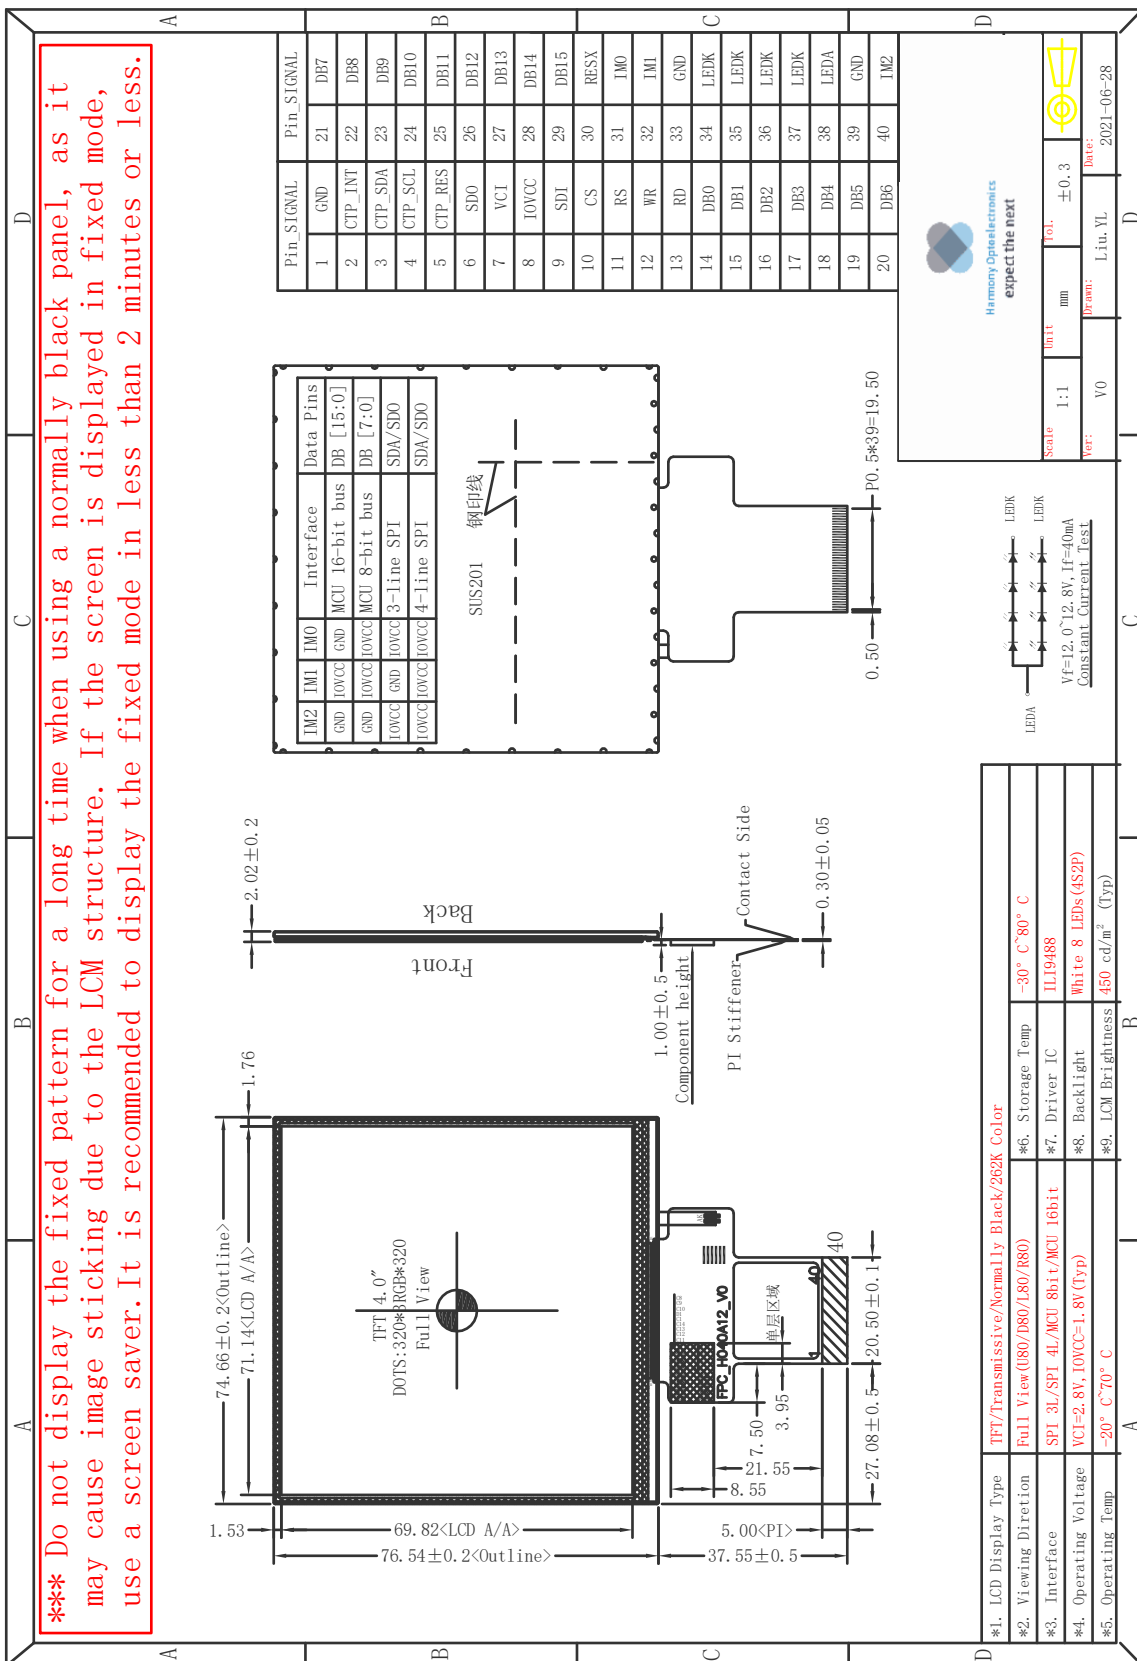 *** Do not display the fixed pattern for a long time when using a normally black panel, as it
may cause image sticking due to the LCM structure. If the screen is displayed in fixed mode,
use a screen saver.It is recommended to display the fixed mode in less than 2 minutes or less.
A B C D
A B C D
A B C D
A B C D
74.66±0.2<Outline>
71.14<LCD A/A>
1.76
1.53
69.82<LCD A/A>
76.54±0.2<Outline>
TFT 4.0″
DOTS:320*3RGB*320
Full View
FPC_H040A12_V0
单层区域
1 40
40
7.50
3.95
21.55
8.55
5.00<PI>
37.55±0.5
27.08±0.5
20.50±0.1
2.02±0.2
Front
Back
1.00±0.5
Component height
PI Stiffener
Contact Side
0.30±0.05
IM2 IM1 IM0 Interface Data Pins
GND IOVCC GND MCU 16-bit bus DB [15:0]
GND IOVCC IOVCC MCU 8-bit bus DB [7:0]
IOVCC GND IOVCC 3-line SPI SDA/SDO
IOVCC IOVCC IOVCC 4-line SPI SDA/SDO
SUS201
钢印线
0.50
P0.5*39=19.50
Pin_SIGNAL Pin_SIGNAL
1 GND 21 DB7
2 CTP_INT 22 DB8
3 CTP_SDA 23 DB9
4 CTP_SCL 24 DB10
5 CTP_RES 25 DB11
6 SDO 26 DB12
7 VCI 27 DB13
8 IOVCC 28 DB14
9 SDI 29 DB15
10 CS 30 RESX
11 RS 31 IM0
12 WR 32 IM1
13 RD 33 GND
14 DB0 34 LEDK
15 DB1 35 LEDK
16 DB2 36 LEDK
17 DB3 37 LEDK
18 DB4 38 LEDA
19 DB5 39 GND
20 DB6 40 IM2
LEDA
LEDK
LEDK
Vf=12.0~12.8V,If=40mA
Constant Current Test
*1. LCD Display Type TFT/Transmissive/Normally Black/262K Color
*2. Viewing Diretion Full View(U80/D80/L80/R80) *6. Storage Temp -30° C~80° C
*3. Interface SPI 3L/SPI 4L/MCU 8bit/MCU 16bit *7. Driver IC ILI9488
*4. Operating Voltage VCI=2.8V,IOVCC=1.8V(Typ) *8. Backlight White 8 LEDs(4S2P)
*5. Operating Temp -20° C~70° C *9. LCM Brightness 450 cd/m² (Typ)
Harmony Optoelectronics
expect the next
Scale 1:1 Unit mm Tol. ±0.3
Ver: V0 Drawn: Liu.YL Date: 2021-06-28